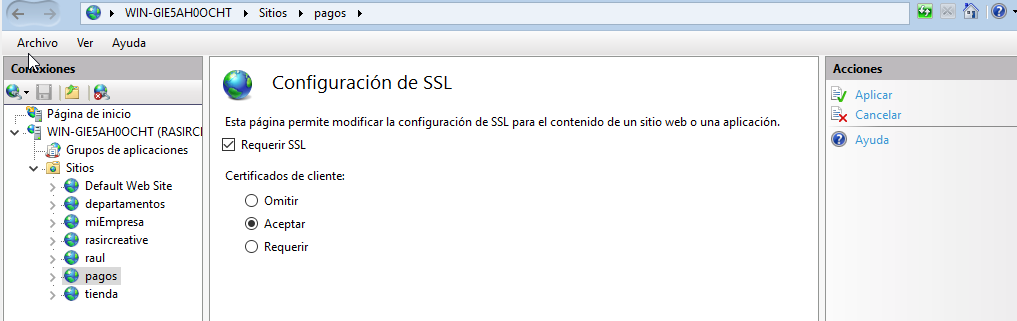 WIN-GIE5AH0OCHT Sitios pagos
Archivo Ver Ayuda
Conexiones
Página de inicio
WIN-GIE5AH0OCHT (RASIRCI
Grupos de aplicaciones
Sitios
Default Web Site
departamentos
miEmpresa
rasircreative
raul
pagos
tienda
Configuración de SSL
Esta página permite modificar la configuración de SSL para el contenido de un sitio web o una aplicación.
Requerir SSL
Certificados de cliente:
Omitir
Aceptar
Requerir
Acciones
Aplicar
Cancelar
Ayuda